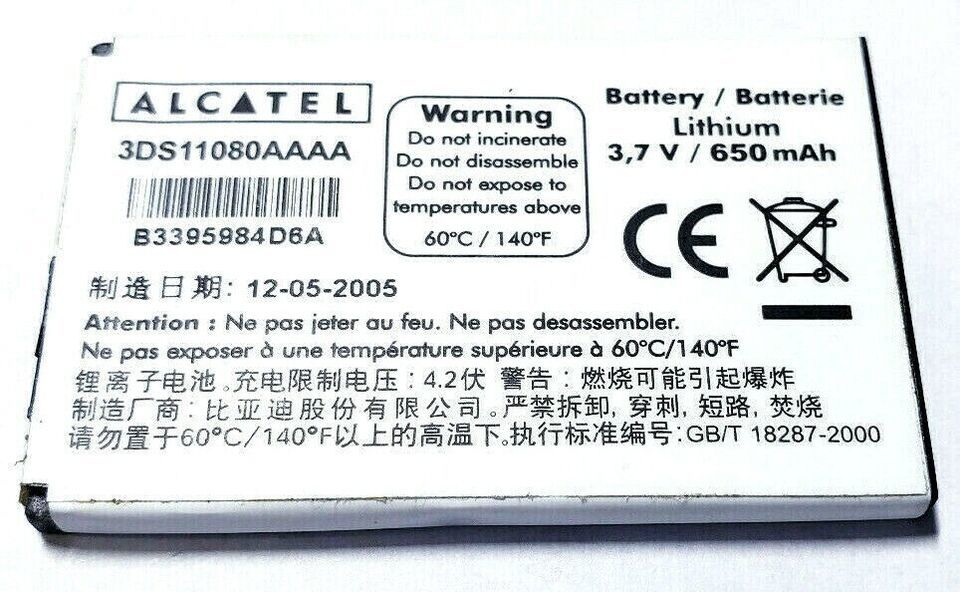 ALCATEL
3DS11080AAAA
B3395984D6A
Warning
Do not incinerate
Do not disassemble
Do not expose to
temperatures above
60°C / 140°F
Battery / Batterie
Lithium
3,7 V / 650 mAh
CE
制造日期: 12-05-2005
Attention : Ne pas jeter au feu. Ne pas desassembler.
Ne pas exposer à une température supérieure à 60°C/140°F
锂离子电池。充电限制电压: 4.2伏 警告: 燃烧可能引起爆炸
制造厂商: 比亚迪股份有限公司。严禁拆卸, 穿刺, 短路, 焚烧
请勿置于60°C/140°F以上的高温下。执行标准编号: GB/T 18287-2000